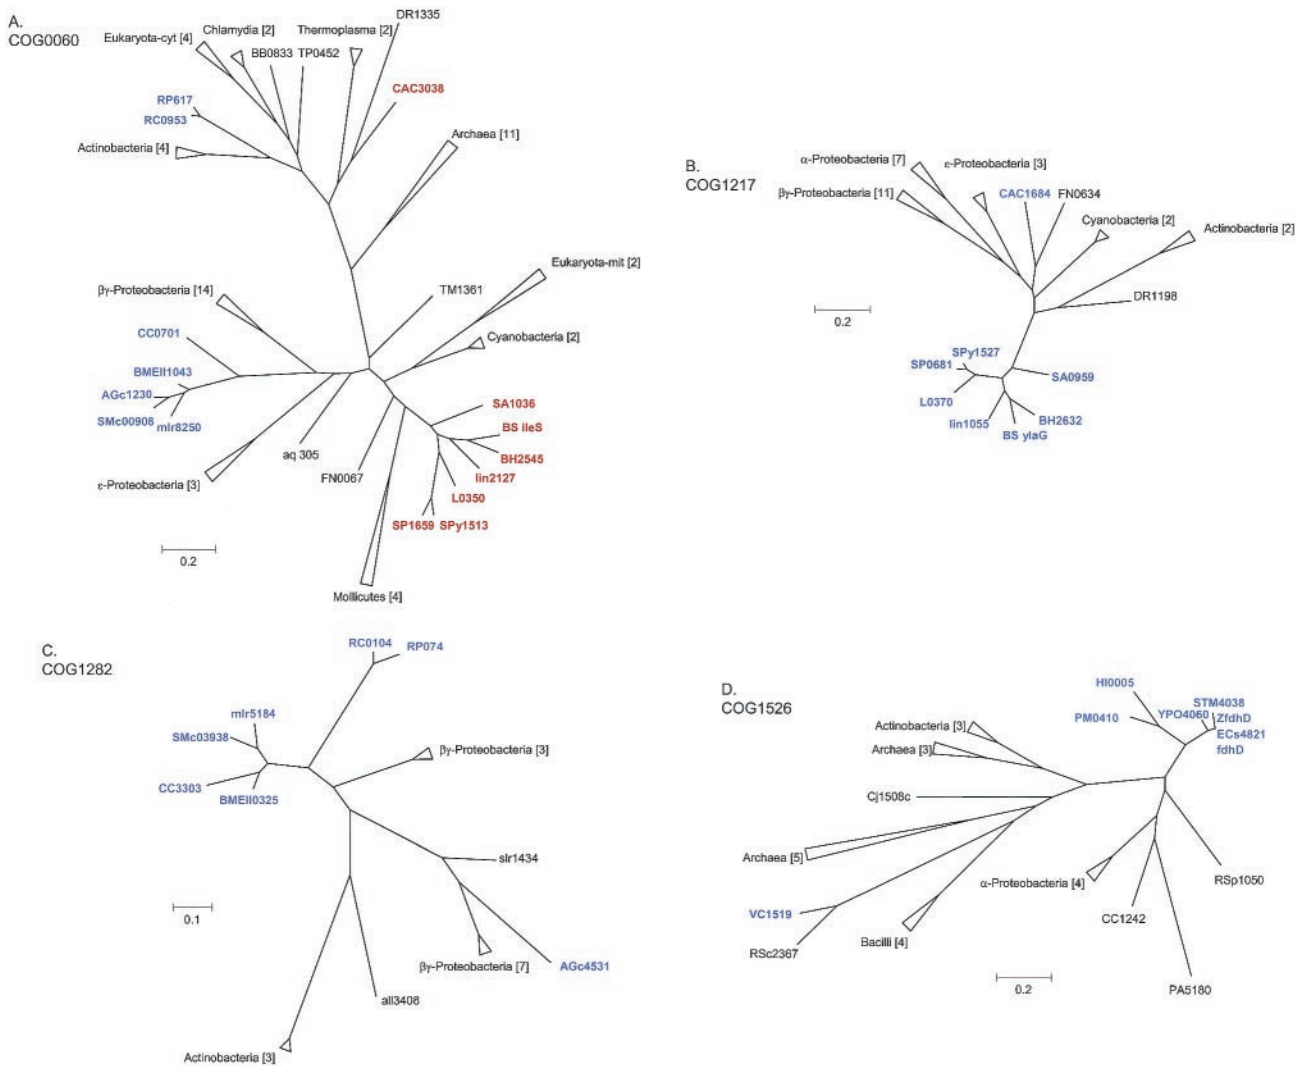 A.
COG0060
DR1335
Chlamydia [2]
Thermoplasma [2]
Eukaryota-cyt [4]
BB0833 TP0452
CAC3038
RP617
RC0953
Archaea [11]
Actinobacteria [4]
Eukaryota-mit [2]
TM1361
βγ-Proteobacteria [14]
CC0701
Cyanobacteria [2]
BMEII1043
AGc1230
SMc00908
mlr8250
SA1036
BS ileS
BH2545
lin2127
L0350
SP1659 SPy1513
aq 305
FN0067
ε-Proteobacteria [3]
0.2
Mollicutes [4]
B.
COG1217
α-Proteobacteria [7]
ε-Proteobacteria [3]
βγ-Proteobacteria [11]
CAC1684
FN0634
Cyanobacteria [2]
Actinobacteria [2]
DR1198
0.2
SPy1527
SP0681
SA0959
L0370
lin1055
BH2632
BS ylaG
C.
COG1282
RC0104
RP074
mlr5184
SMc03938
βγ-Proteobacteria [3]
CC3303
BMEII0325
slr1434
0.1
βγ-Proteobacteria [7]
AGc4531
all3408
Actinobacteria [3]
D.
COG1526
HI0005
STM4038
PM0410
YPO4060
ZfdhD
ECs4821
fdhD
Actinobacteria [3]
Archaea [3]
Cj1508c
Archaea [5]
α-Proteobacteria [4]
RSp1050
VC1519
CC1242
Bacilli [4]
RSc2367
0.2
PA5180